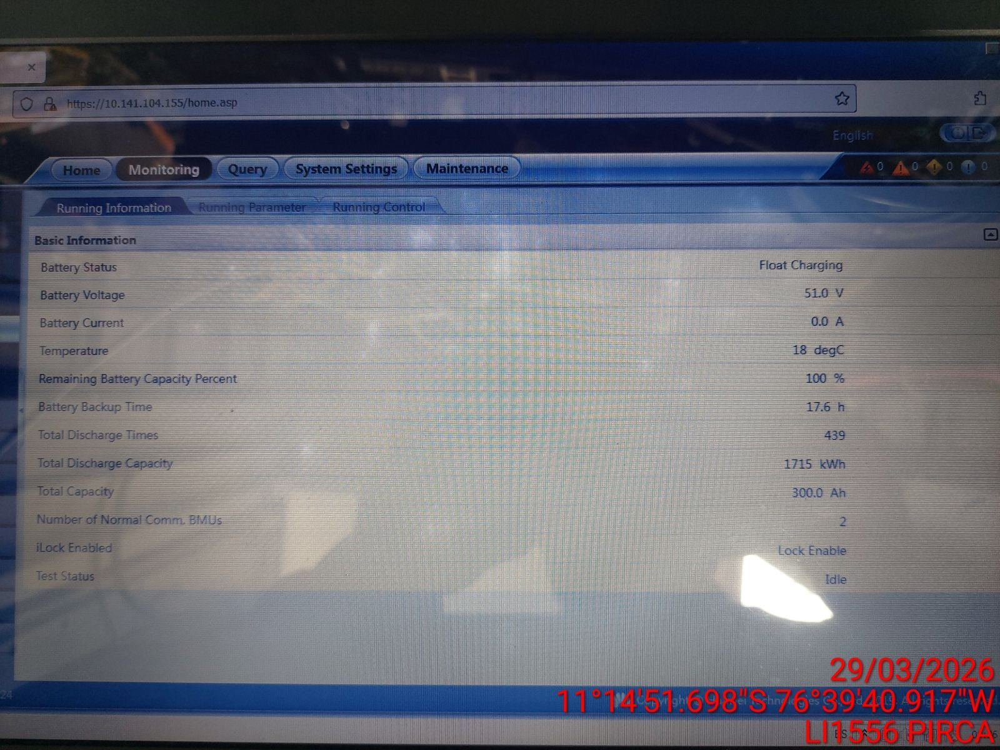 https://10.141.104.155/home.asp
English
Home Monitoring Query System Settings Maintenance 0 0 0 0
Running Information Running Parameter Running Control
Basic Information
Battery Status Float Charging
Battery Voltage 51.0 V
Battery Current 0.0 A
Temperature 18 degC
Remaining Battery Capacity Percent 100 %
Battery Backup Time 17.6 h
Total Discharge Times 439
Total Discharge Capacity 1715 kWh
Total Capacity 300.0 Ah
Number of Normal Comm. BMUs 2
iLock Enabled Lock Enable
Test Status Idle
29/03/2026
24
11°14'51.698"S 76°39'40.917"W
LI1556 PIRCA